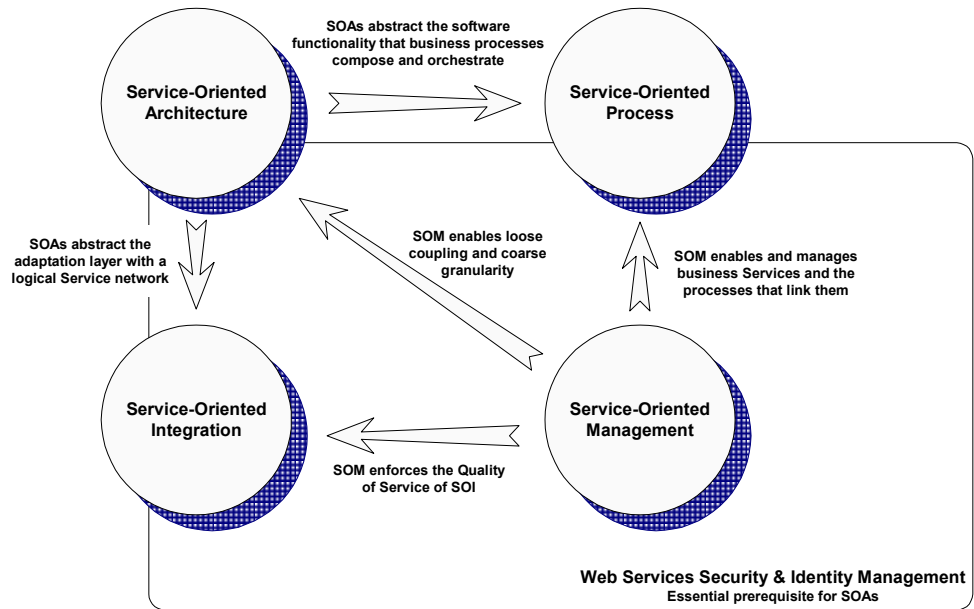 SOAs abstract the software
functionality that business processes
compose and orchestrate
Service-Oriented
Architecture
Service-Oriented
Process
SOAs abstract the
adaptation layer with a
logical Service network
SOM enables loose
coupling and coarse
granularity
SOM enables and manages
business Services and the
processes that link them
Service-Oriented
Integration
Service-Oriented
Management
SOM enforces the Quality
of Service of SOI
Web Services Security & Identity Management
Essential prerequisite for SOAs